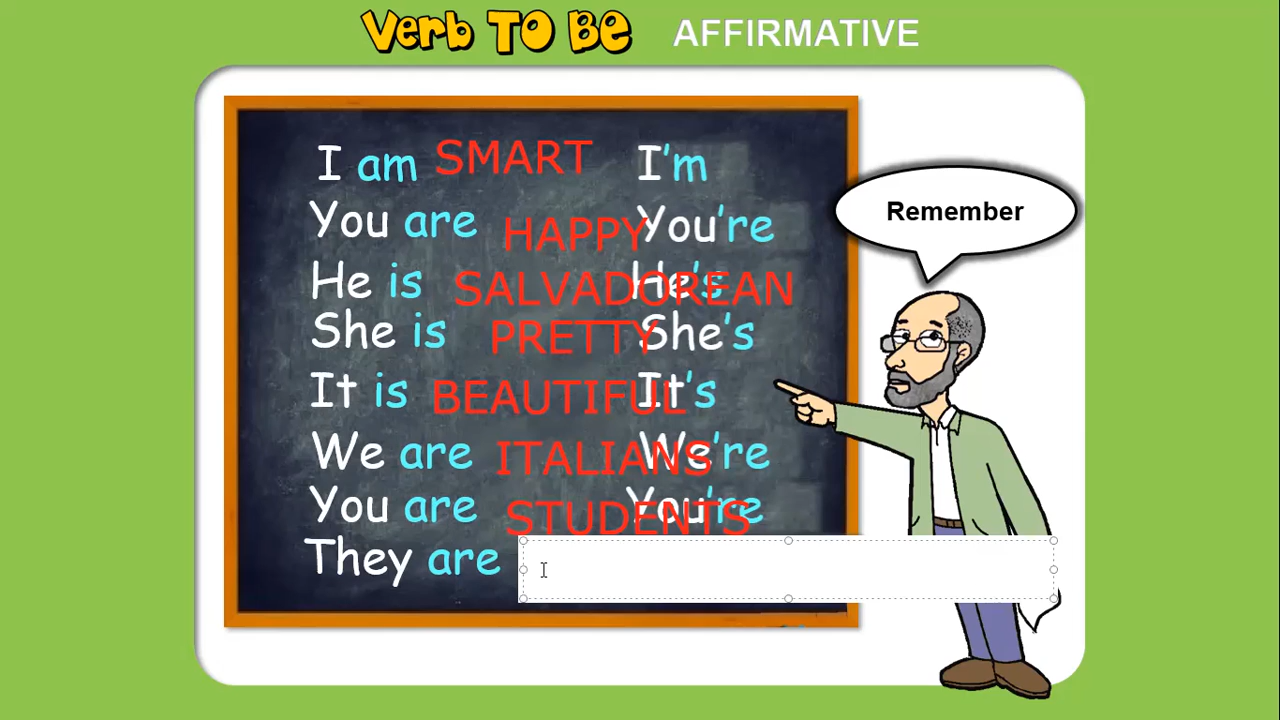 Verb TO BE AFFIRMATIVE
I am SMART I'm
You are HAPPY You're
He is SALVADOREAN He's
She is PRETTY She's
It is BEAUTIFUL It's
We are ITALIANS We're
You are STUDENTS You're
They are
Remember